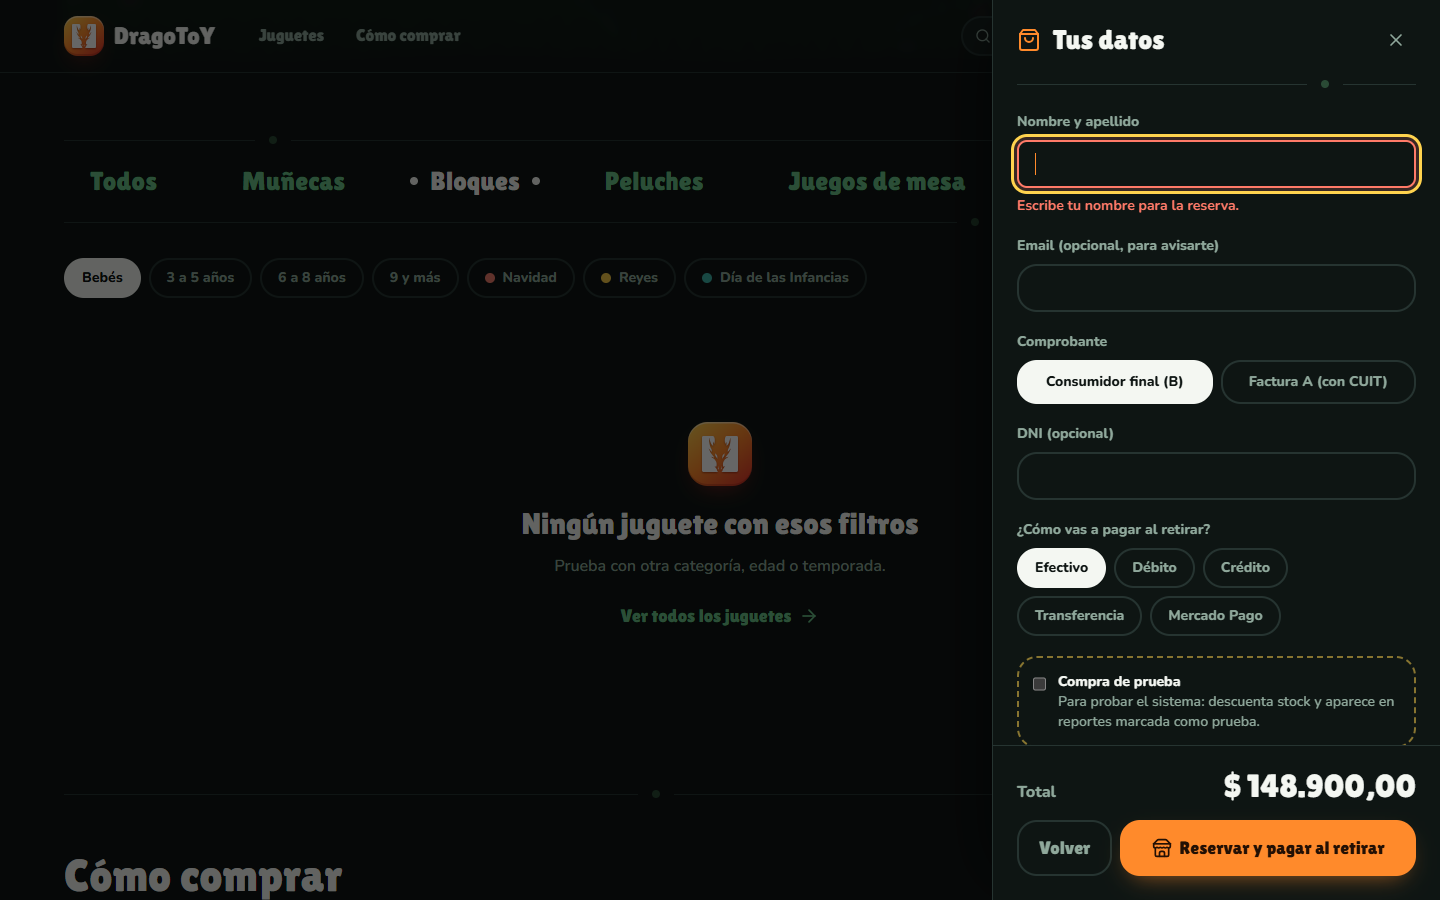 DragoToY
Juguetes
Cómo comprar
Todos
Muñecas
Bloques
Peluches
Juegos de mesa
Bebés
3 a 5 años
6 a 8 años
9 y más
Navidad
Reyes
Día de las Infancias
Ningún juguete con esos filtros
Prueba con otra categoría, edad o temporada.
Ver todos los juguetes
Cómo comprar
Tus datos
Nombre y apellido
Escribe tu nombre para la reserva.
Email (opcional, para avisarte)
Comprobante
Consumidor final (B)
Factura A (con CUIT)
DNI (opcional)
¿Cómo vas a pagar al retirar?
Efectivo
Débito
Crédito
Transferencia
Mercado Pago
Compra de prueba
Para probar el sistema: descuenta stock y aparece en
reportes marcada como prueba.
Total
$ 148.900,00
Volver
Reservar y pagar al retirar